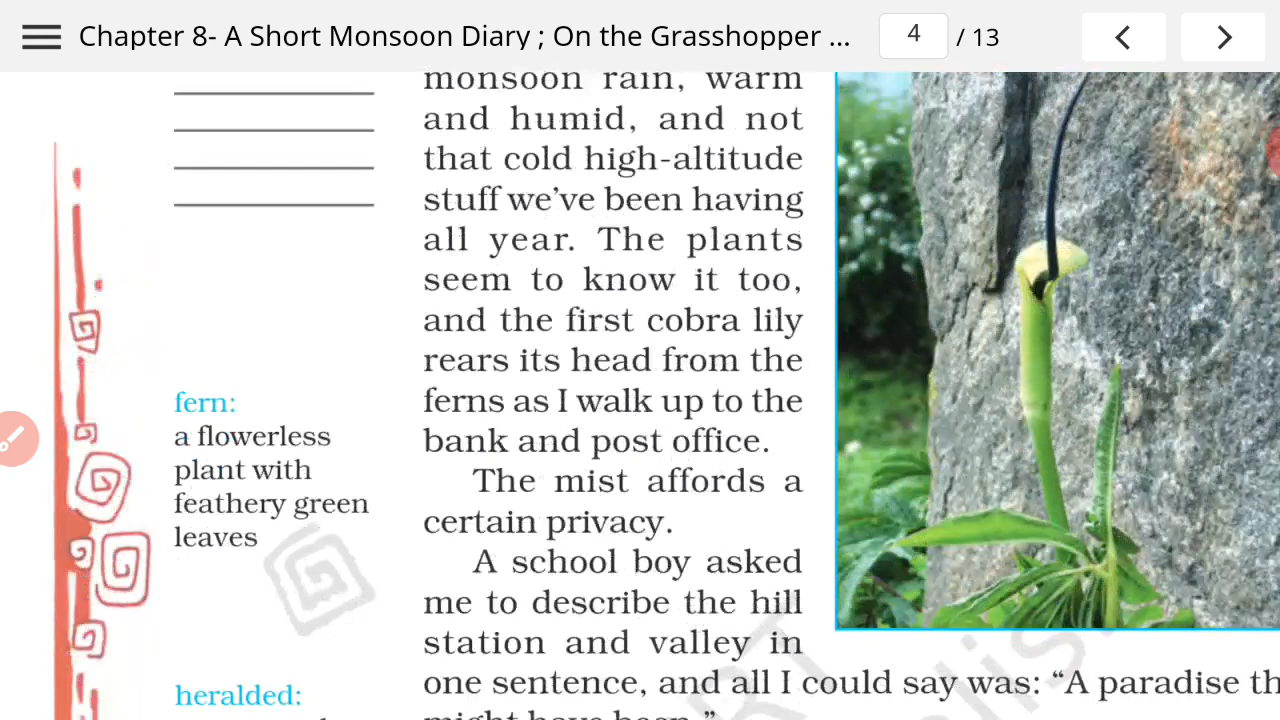 Chapter 8- A Short Monsoon Diary ; On the Grasshopper ...
4 / 13
monsoon rain, warm
and humid, and not
that cold high-altitude
stuff we’ve been having
all year. The plants
seem to know it too,
and the first cobra lily
rears its head from the
ferns as I walk up to the
bank and post office.
The mist affords a
certain privacy.
A school boy asked
me to describe the hill
station and valley in
one sentence, and all I could say was: “A paradise th
might have been.”
fern:
a flowerless
plant with
feathery green
leaves
heralded: